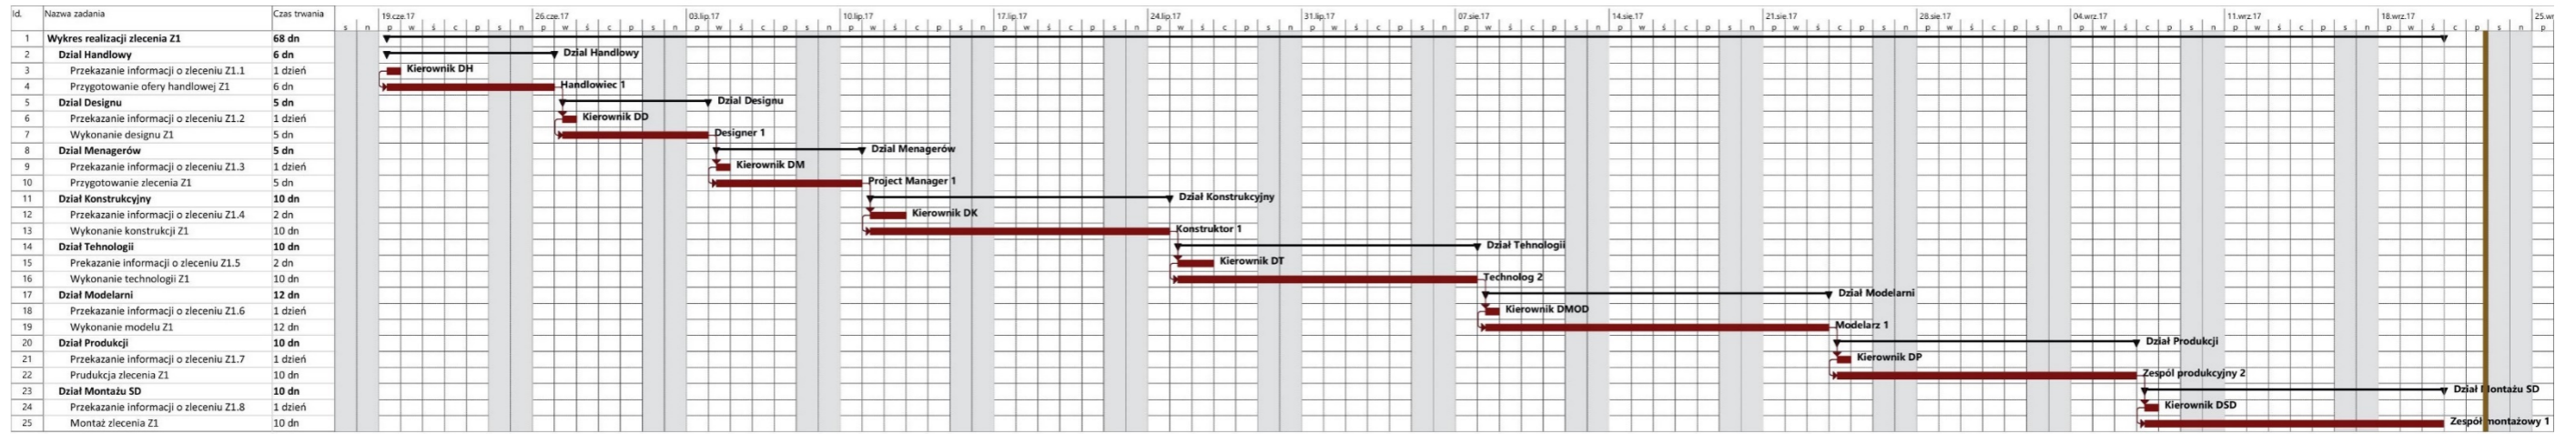 Id. Nazwa zadania Czas trwania 19.cze.17 26.cze.17 03.lip.17 10.lip.17 17.lip.17 24.lip.17 31.lip.17 07.sie.17 14.sie.17 21.sie.17 28.sie.17 04.wrz.17 11.wrz.17 18.wrz.17 25.wr
s n p w ś c p s n p w ś c p s n p w ś c p s n p w ś c p s n p w ś c p s n p w ś c p s n p w ś c p s n p w ś c p s n p w ś c p s n p w ś c p s n p w ś c p s n p w ś c p s n p w ś c p s n p w ś c p s n p
1 Wykres realizacji zlecenia Z1 68 dn
2 Dzial Handlowy 6 dn Dzial Handlowy
3 Przekazanie informacji o zleceniu Z1.1 1 dzień Kierownik DH
4 Przygotowanie ofery handlowej Z1 6 dn Handlowiec 1
5 Dzial Designu 5 dn Dzial Designu
6 Przekazanie informacji o zleceniu Z1.2 1 dzień Kierownik DD
7 Wykonanie designu Z1 5 dn Designer 1
8 Dzial Menagerów 5 dn Dzial Menagerów
9 Przekazanie informacji o zleceniu Z1.3 1 dzień Kierownik DM
10 Przygotowanie zlecenia Z1 5 dn Project Manager 1
11 Dział Konstrukcyjny 10 dn Dział Konstrukcyjny
12 Przekazanie informacji o zleceniu Z1.4 2 dn Kierownik DK
13 Wykonanie konstrukcji Z1 10 dn Konstruktor 1
14 Dział Tehnologii 10 dn Dział Tehnologii
15 Prekazanie informacji o zleceniu Z1.5 2 dn Kierownik DT
16 Wykonanie technologii Z1 10 dn Technolog 2
17 Dział Modelarni 12 dn Dział Modelarni
18 Przekazanie informacji o zleceniu Z1.6 1 dzień Kierownik DMOD
19 Wykonanie modelu Z1 12 dn Modelarz 1
20 Dział Produkcji 10 dn Dział Produkcji
21 Przekazanie informacji o zleceniu Z1.7 1 dzień Kierownik DP
22 Prudukcja zlecenia Z1 10 dn Zespól produkcyjny 2
23 Dział Montażu SD 10 dn Dział Montażu SD
24 Przekazanie informacji o zleceniu Z1.8 1 dzień Kierownik DSD
25 Montaż zlecenia Z1 10 dn Zespół montażowy 1